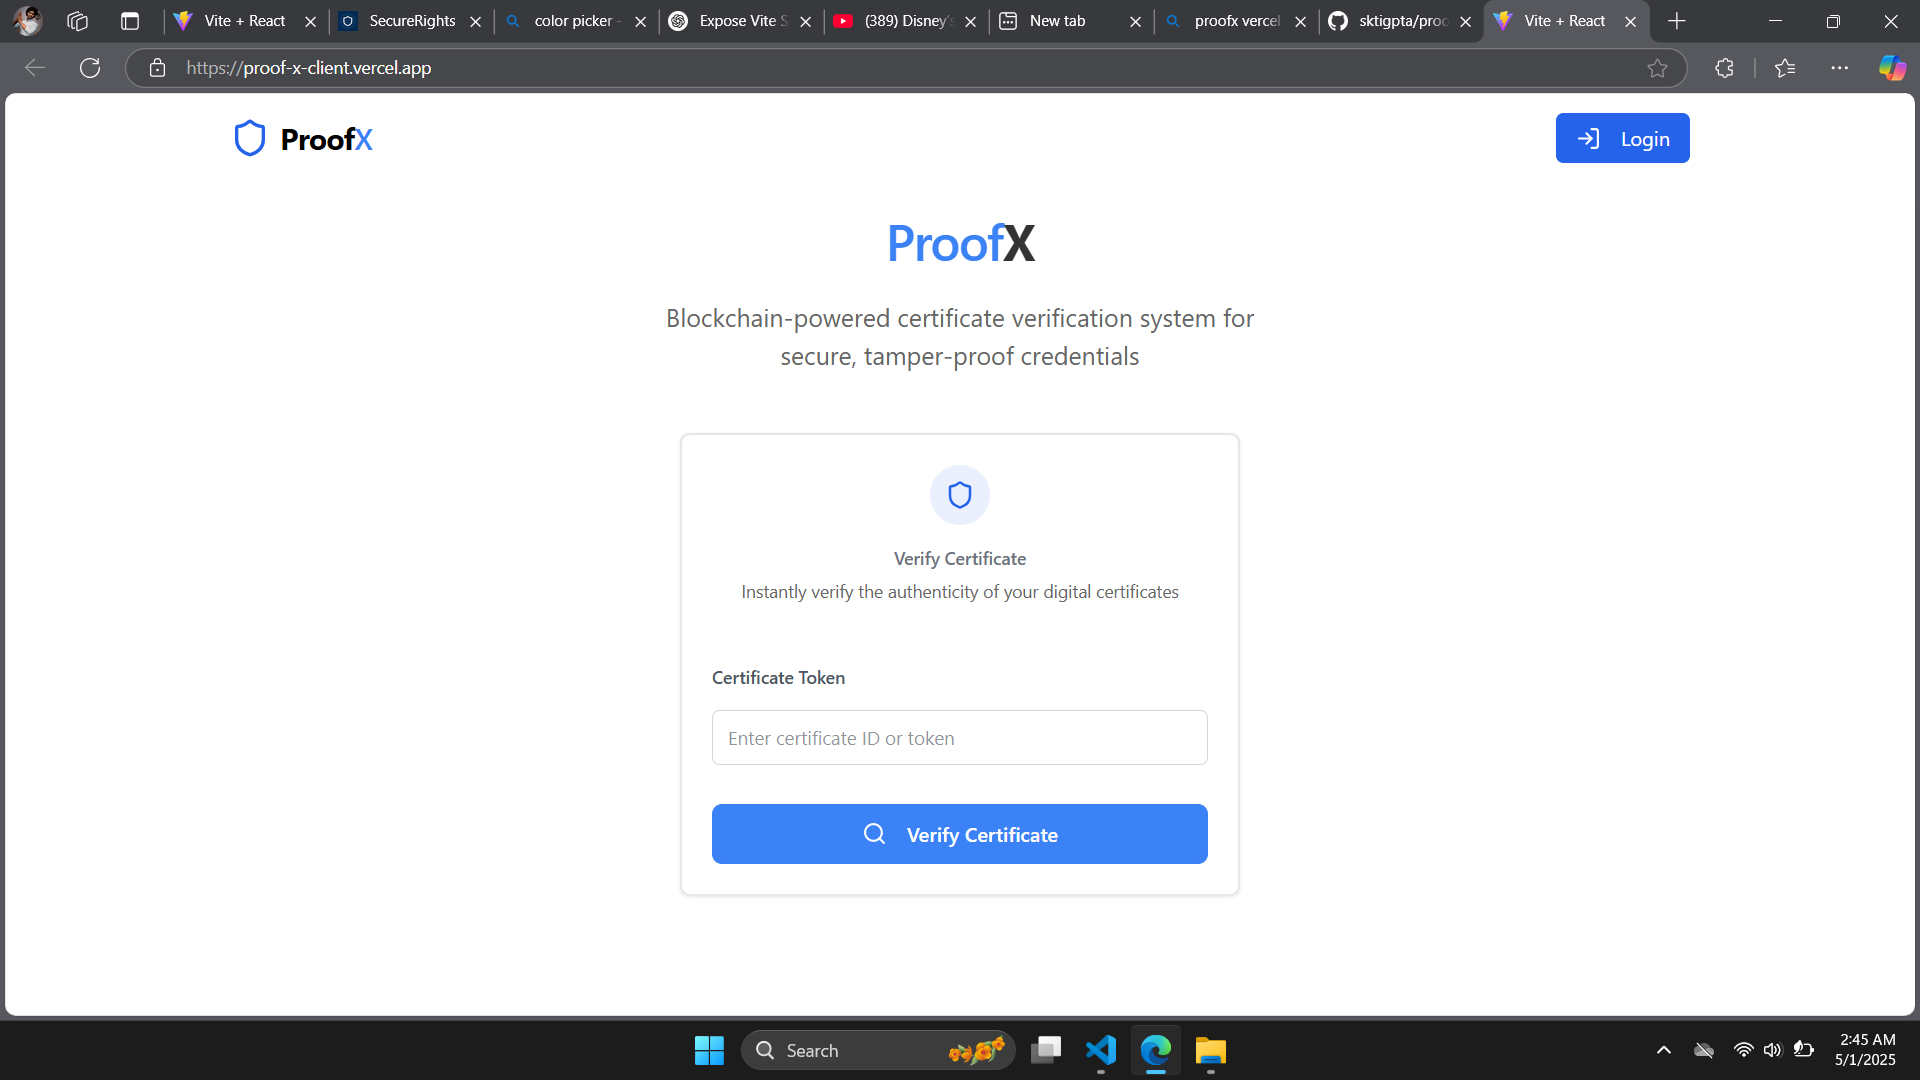 Vite + React
SecureRights
color picker -
Expose Vite S
(389) Disney's
New tab
proofx vercel
sktigpta/proo
Vite + React
https://proof-x-client.vercel.app
ProofX
Login
ProofX
Blockchain-powered certificate verification system for
secure, tamper-proof credentials
Verify Certificate
Instantly verify the authenticity of your digital certificates
Certificate Token
Enter certificate ID or token
Verify Certificate
Search
2:45 AM
5/1/2025